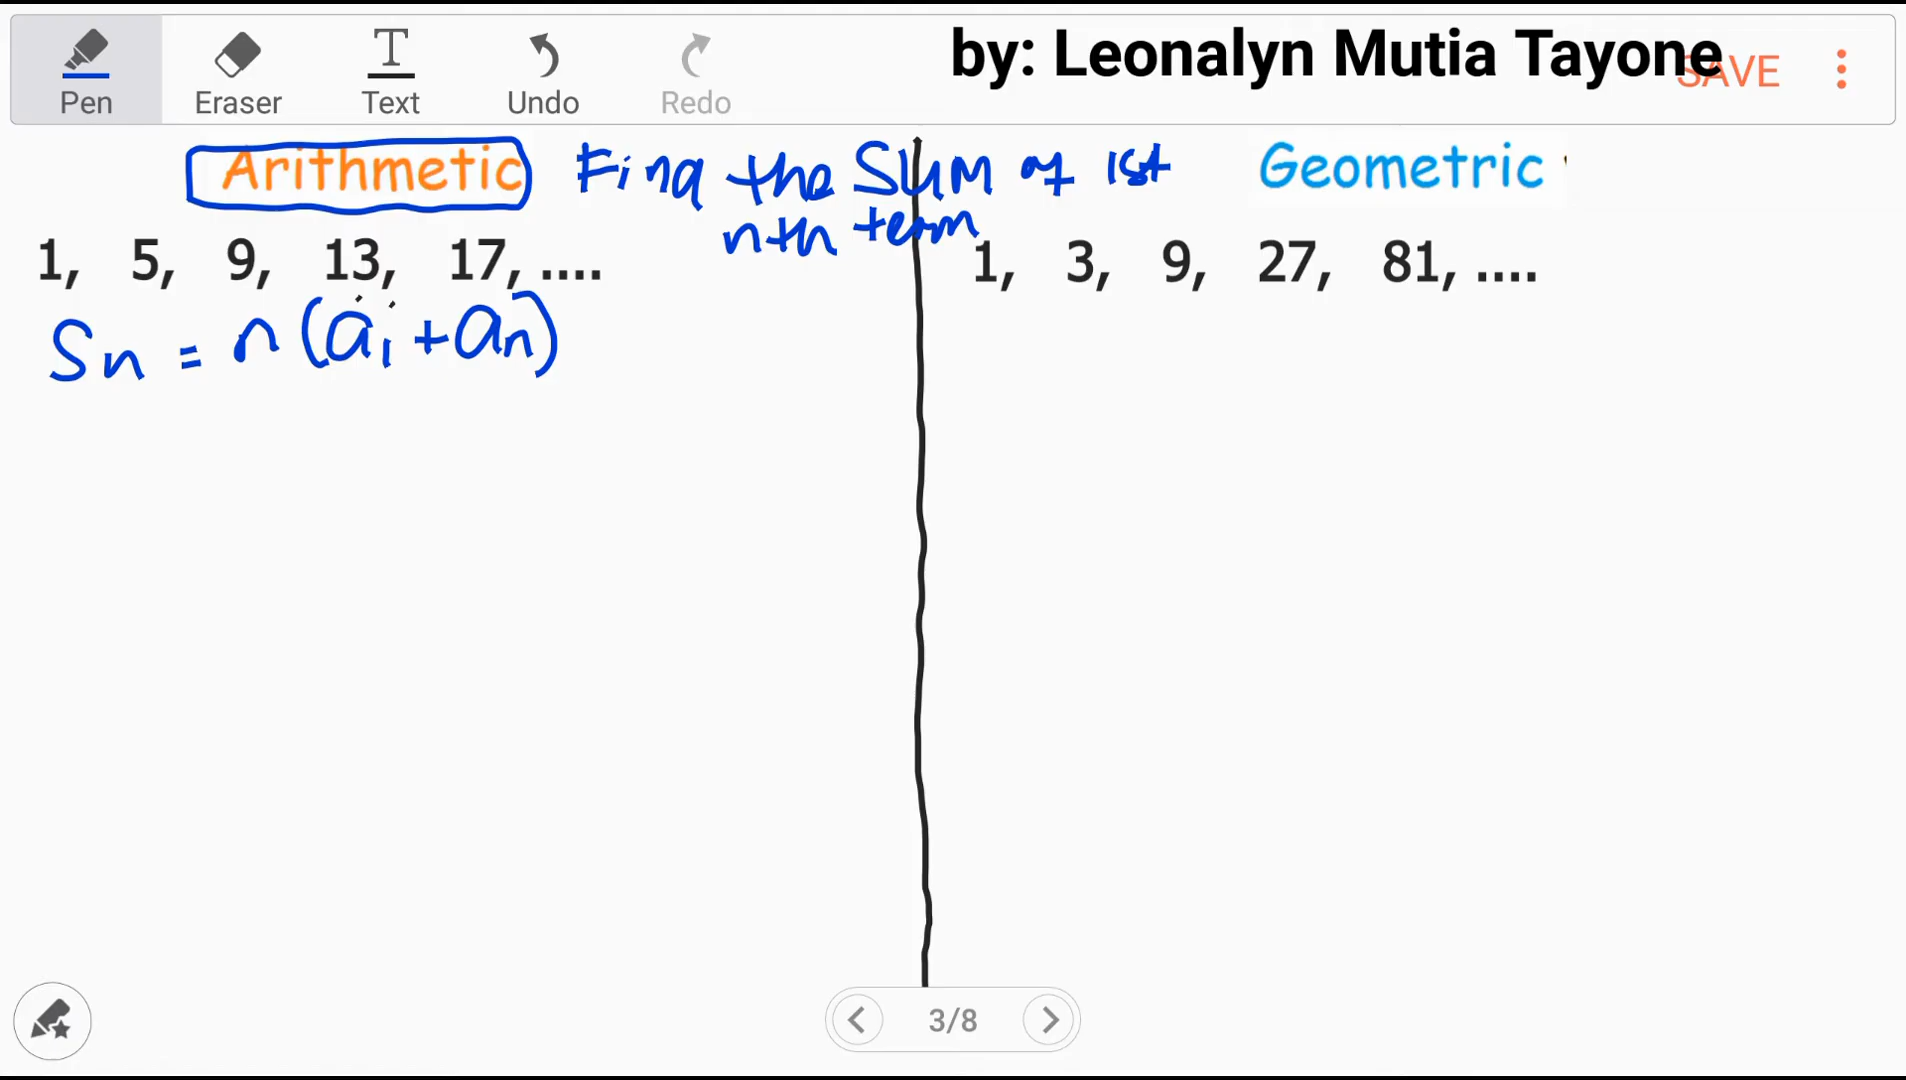 by: Leonalyn Mutia Tayone
SAVE
Pen
Eraser
Text
Undo
Redo
Arithmetic
Find the Sum of 1st
nth term
Geometric
1, 5, 9, 13, 17, ....
1, 3, 9, 27, 81, ....
Sn = n (a1 + an)
3/8